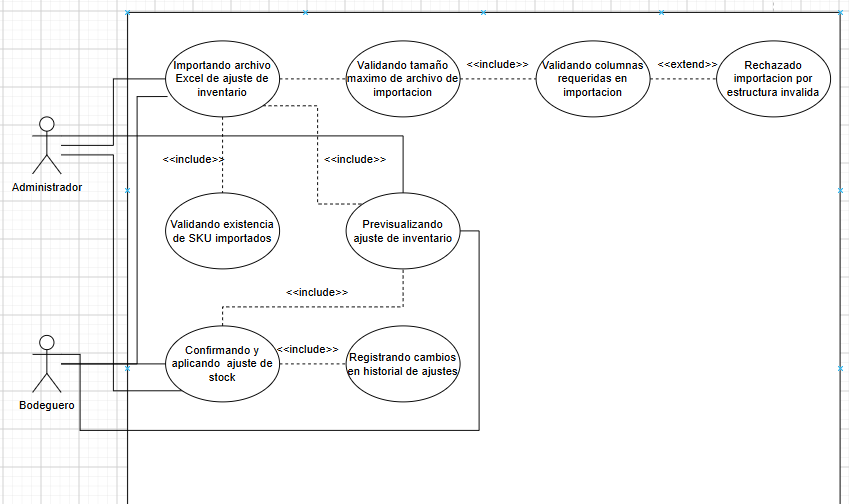 Importando archivo
Excel de ajuste de
inventario
Validando tamaño
maximo de archivo de
importacion
<<include>>
Validando columnas
requeridas en
importacion
<<extend>>
Rechazado
importacion por
estructura invalida
Administrador
<<include>>
<<include>>
Validando existencia
de SKU importados
Previsualizando
ajuste de inventario
<<include>>
Confirmando y
aplicando ajuste de
stock
<<include>>
Registrando cambios
en historial de ajustes
Bodeguero